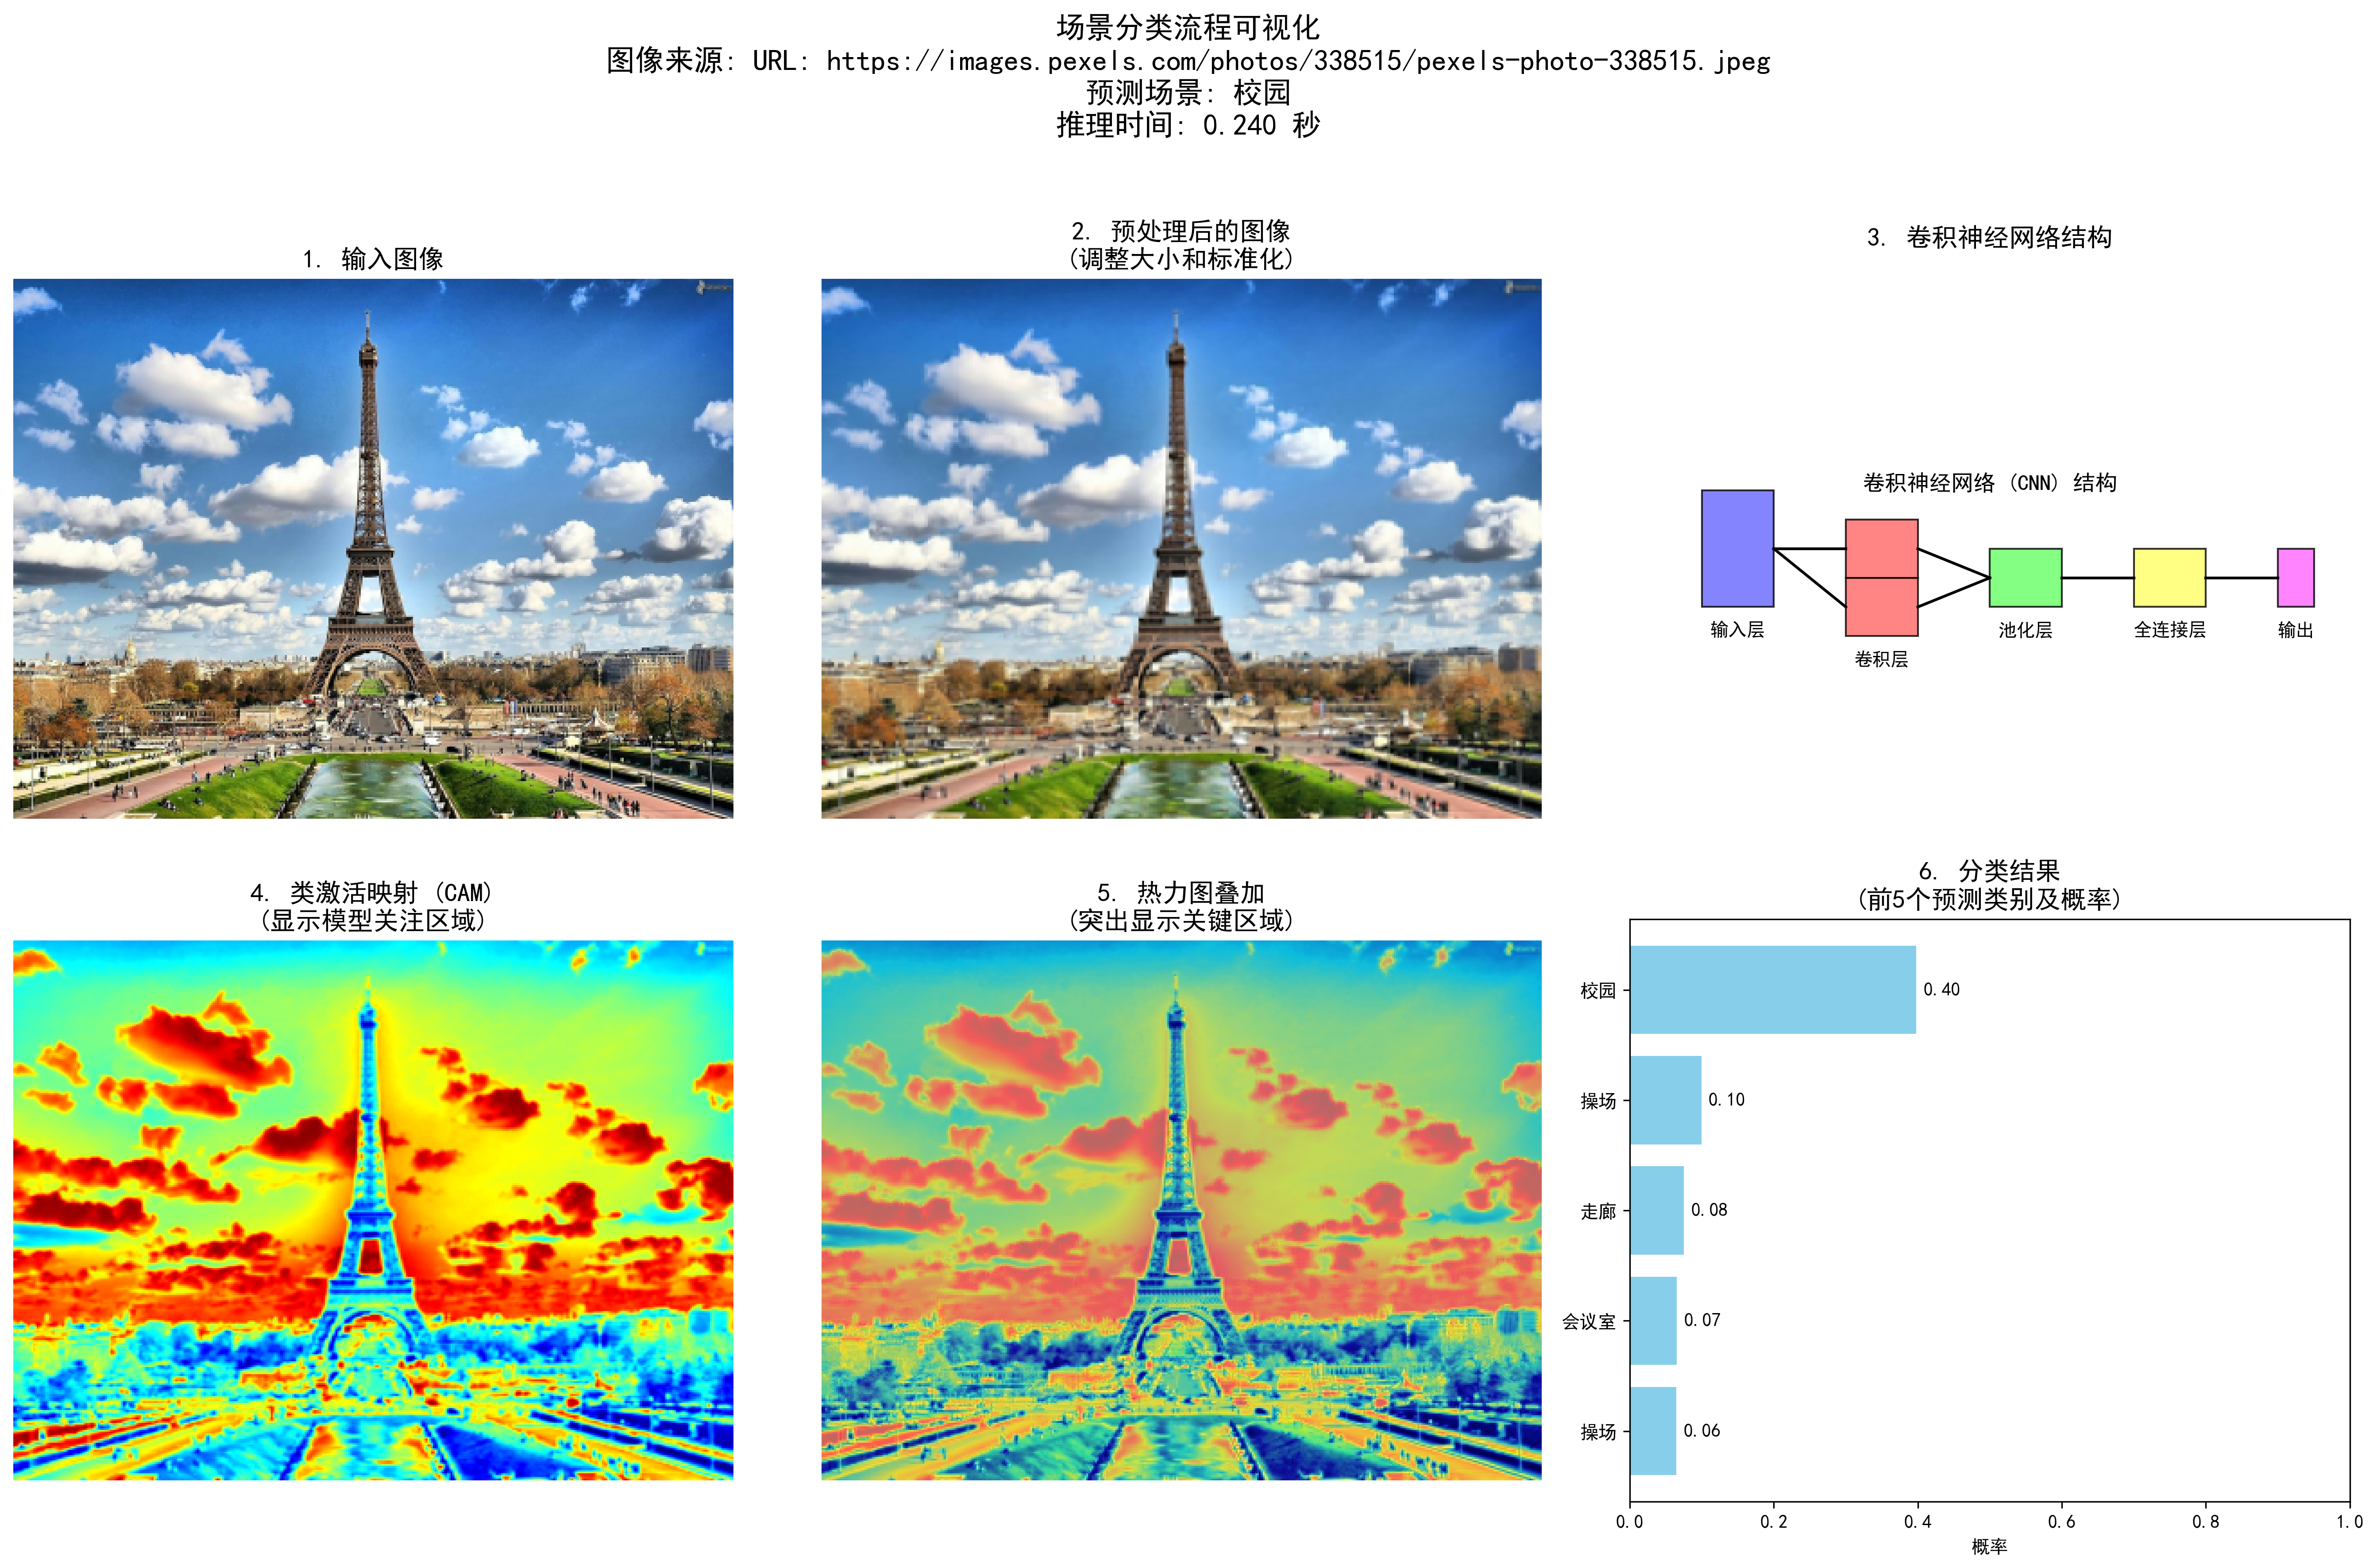 场景分类流程可视化
图像来源: URL: https://images.pexels.com/photos/338515/pexels-photo-338515.jpeg
预测场景: 校园
推理时间: 0.240 秒
1. 输入图像
2. 预处理后的图像
(调整大小和标准化)
3. 卷积神经网络结构
卷积神经网络 (CNN) 结构
输入层
卷积层
池化层
全连接层
输出
4. 类激活映射 (CAM)
(显示模型关注区域)
5. 热力图叠加
(突出显示关键区域)
6. 分类结果
(前5个预测类别及概率)
校园
0.40
操场
0.10
走廊
0.08
会议室
0.07
操场
0.06
0.0 0.2 0.4 0.6 0.8 1.0
概率